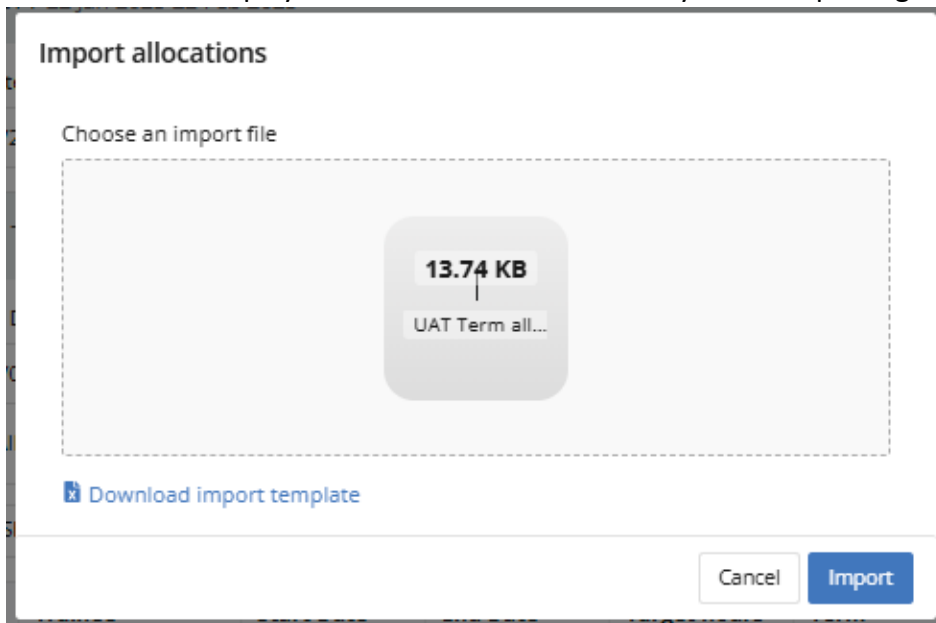 Import allocations
Choose an import file
13.74 KB
UAT Term all...
Download import template
Cancel
Import